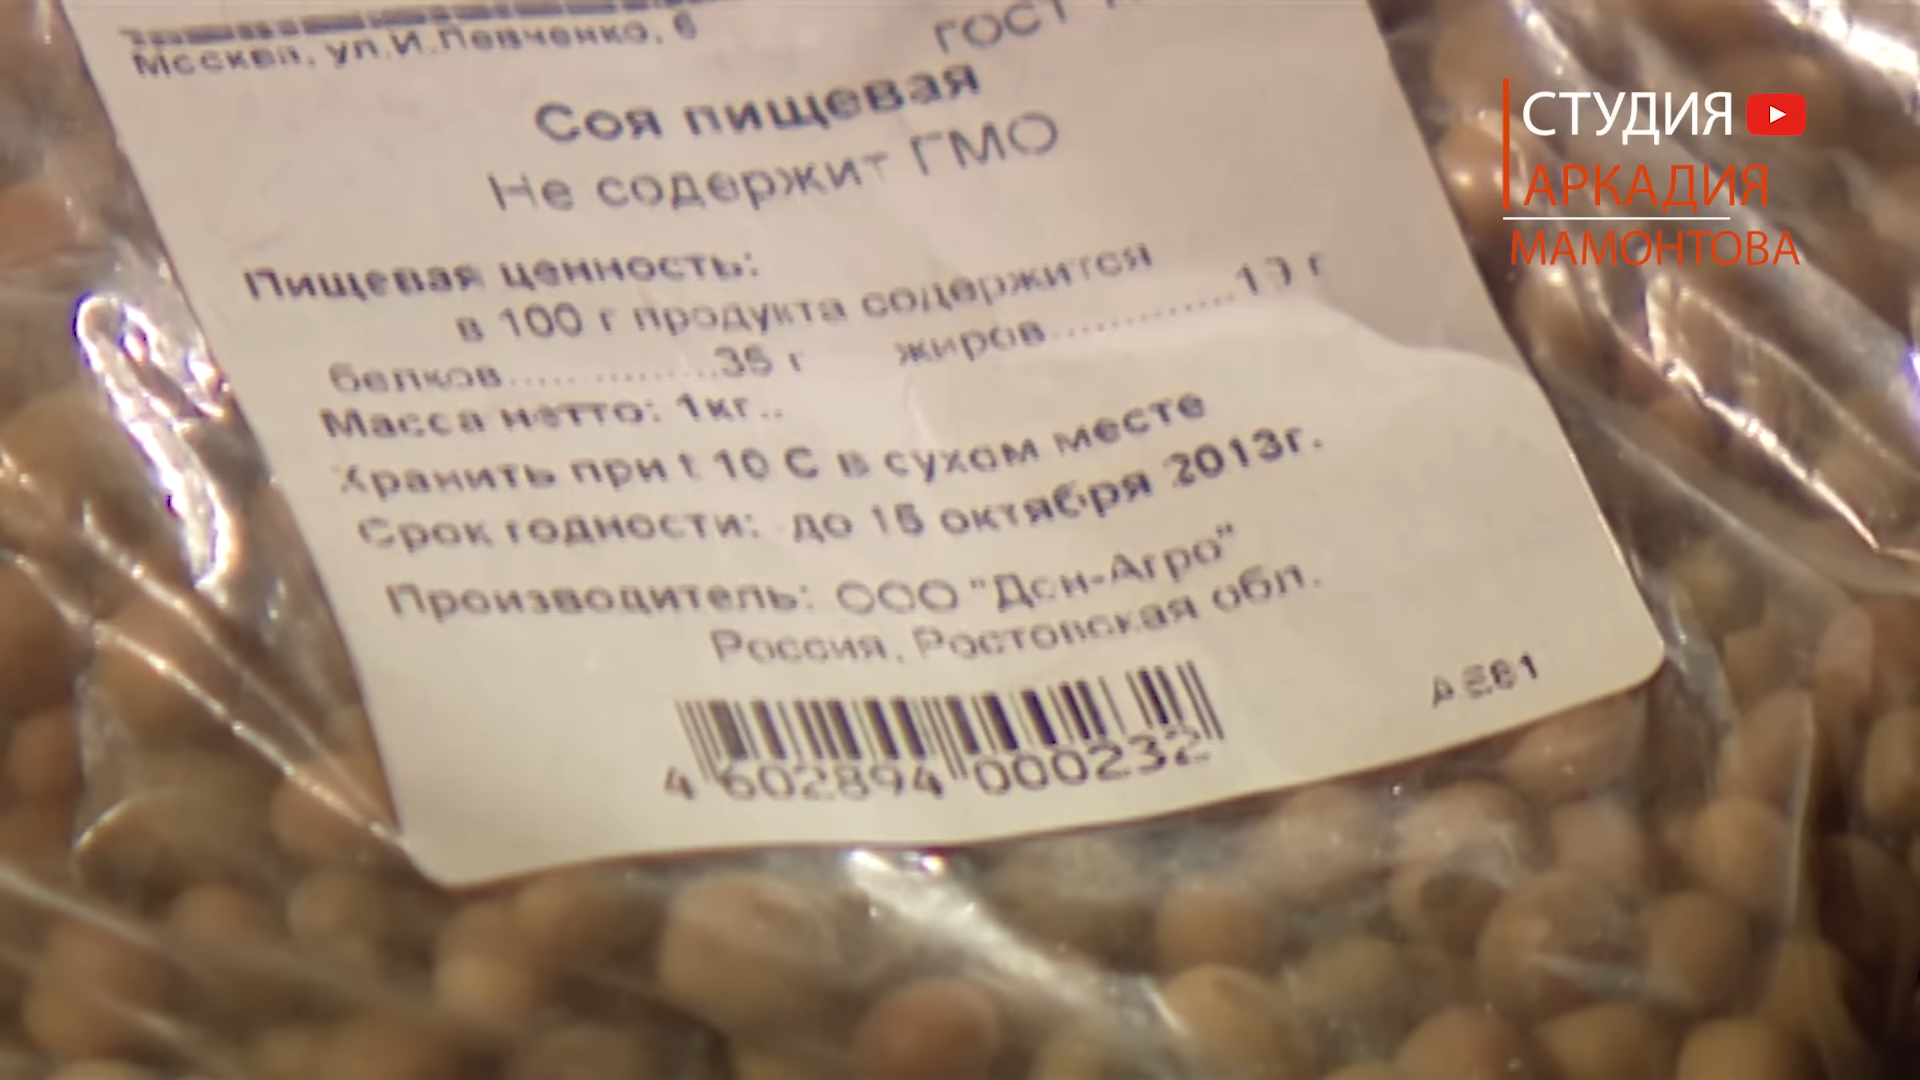 Москва, ул.И.Левченко, 6
ГОСТ
Соя пищевая
Не содержит ГМО
Пищевая ценность:
в 100 г продукта содержится
белков..... ..........35 г жиров.............19 г
Масса нетто: 1кг..
Хранить при t 10 С в сухом месте
Срок годности: до 15 октября 2013г.
Производитель: ООО "Дон-Агро"
Россия, Ростовская обл.
4 602894 000232
АЕ81
СТУДИЯ
АРКАДИЯ
МАМОНТОВА